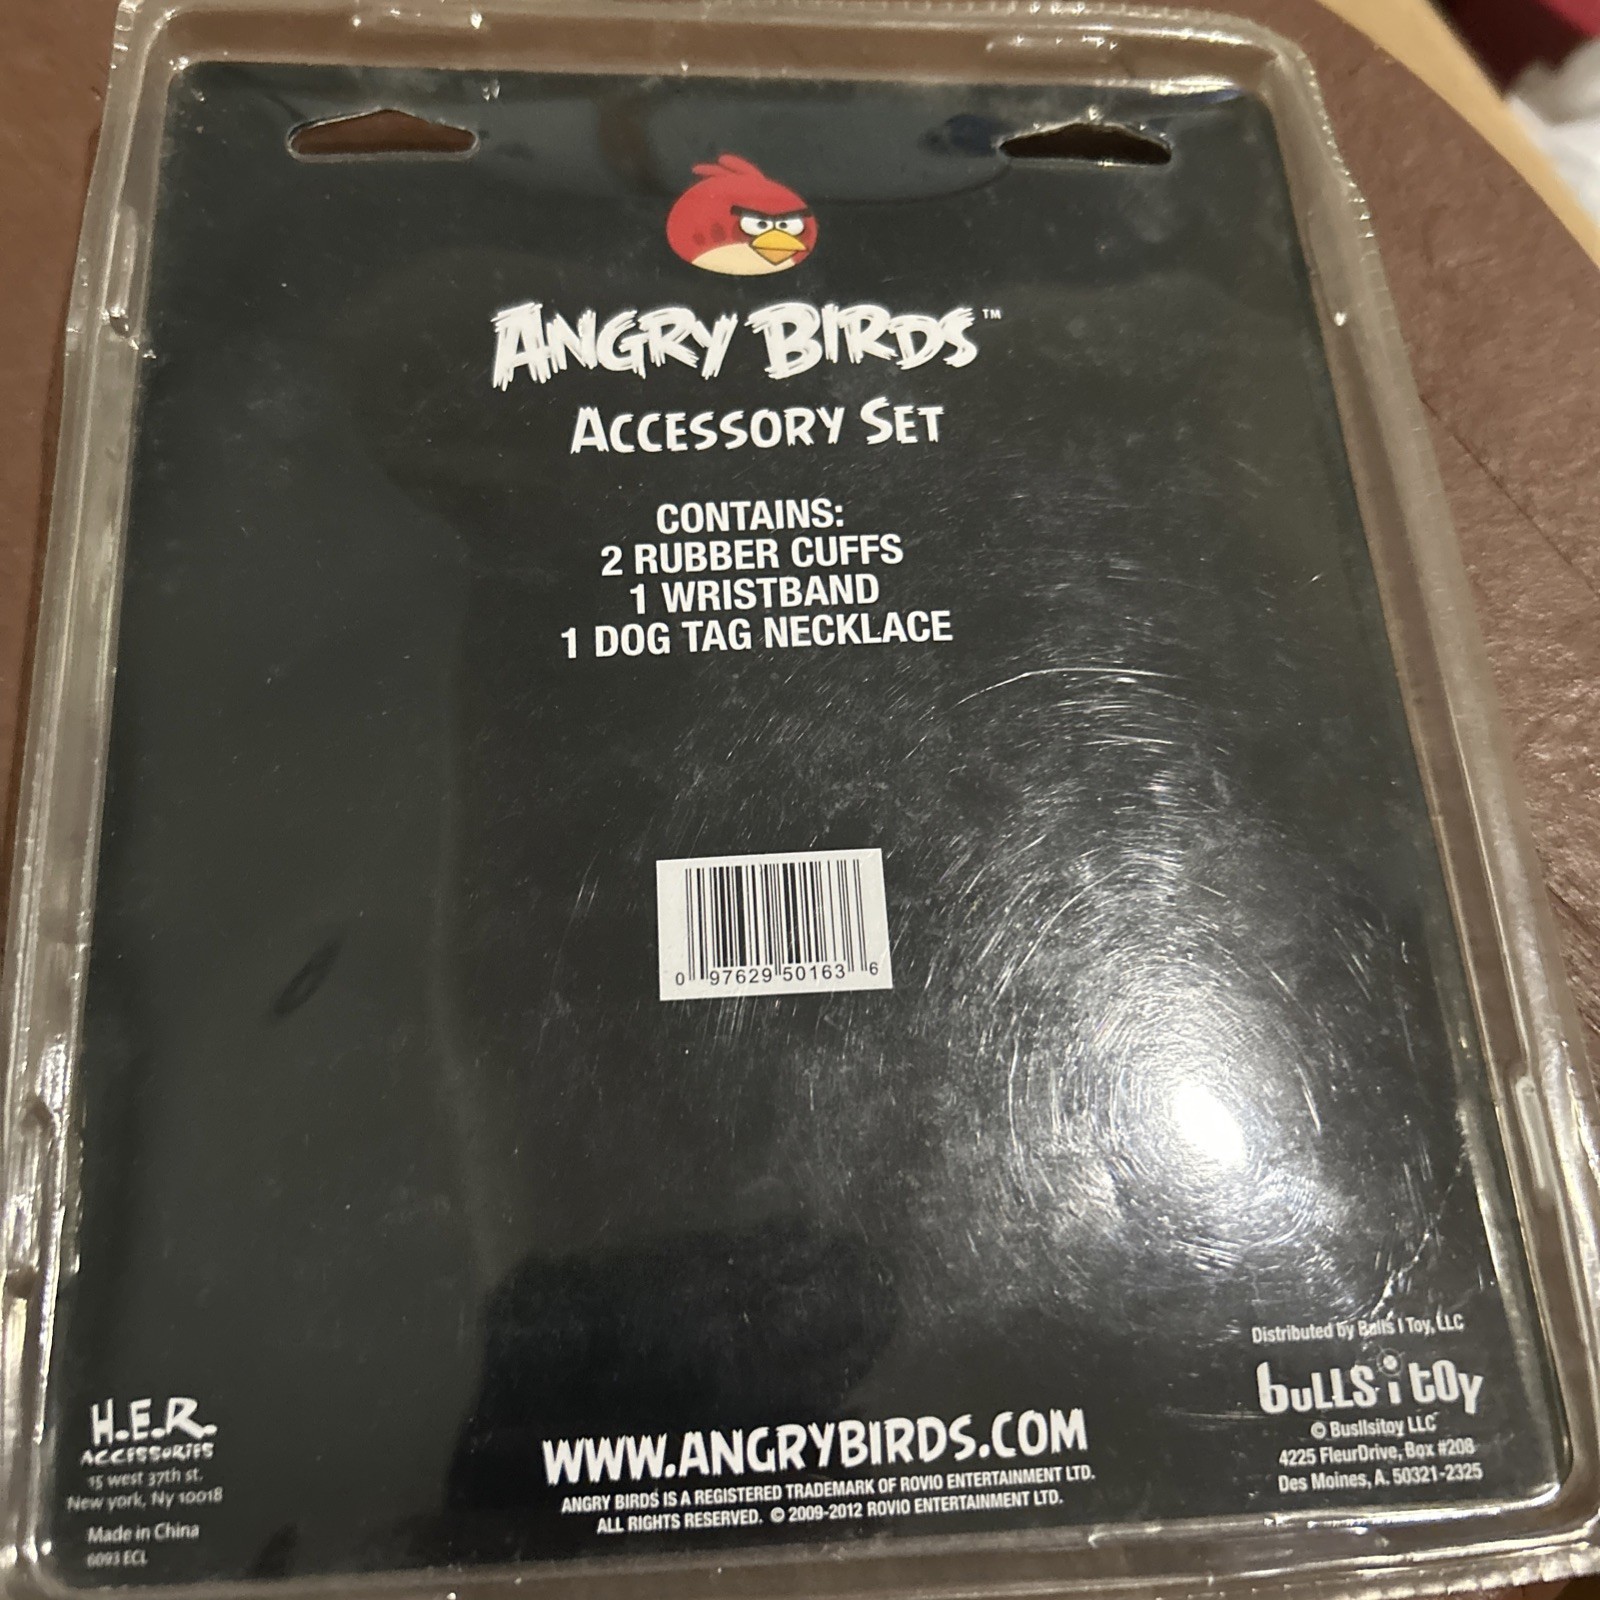 ANGRY BIRDS™
ACCESSORY SET
CONTAINS:
2 RUBBER CUFFS
1 WRISTBAND
1 DOG TAG NECKLACE
0 97629 50163 6
H.E.R.
ACCESSORIES
15 west 37th st.
New york, Ny 10018
Made in China
6093 ECL
WWW.ANGRYBIRDS.COM
ANGRY BIRDS IS A REGISTERED TRADEMARK OF ROVIO ENTERTAINMENT LTD.
ALL RIGHTS RESERVED. © 2009-2012 ROVIO ENTERTAINMENT LTD.
Distributed by Bulls I Toy, LLC
bulls i toy
© Busllsitoy LLC
4225 FleurDrive, Box #208
Des Moines, A. 50321-2325